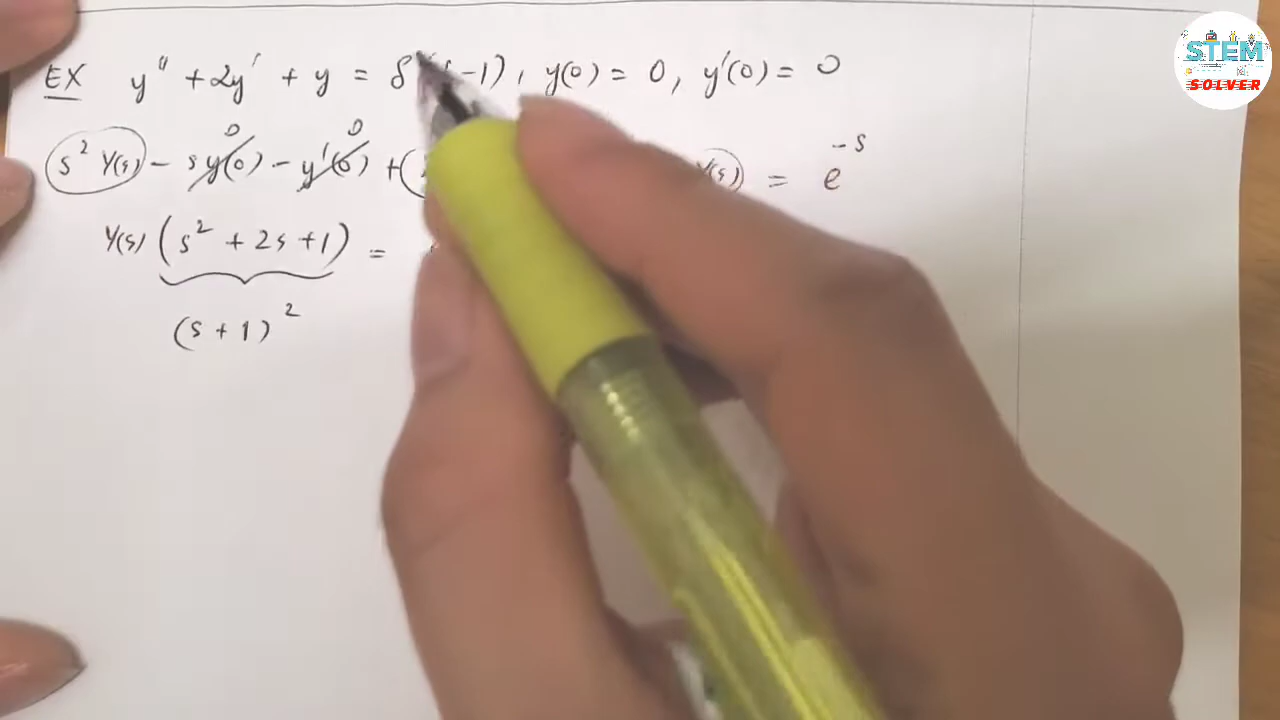 EX y'' + 2y' + y = δ( -1), y(0) = 0, y'(0) = 0
0 0
s² Y(s) - s y(0) - y'(0) + ( Y(s) = e^-s
Y(s) (s² + 2s + 1) =
(s + 1)²
STEM
SOLVER